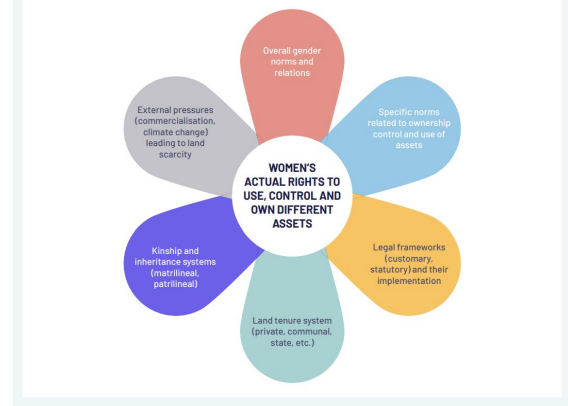 Overall gender
norms and
relations
Specific norms
related to ownership
control and use of
assets
Legal frameworks
(customary,
statutory) and their
implementation
Land tenure system
(private, communal,
state, etc.)
Kinship and
inheritance systems
(matrilineal,
patrilineal)
External pressures
(commercialisation,
climate change)
leading to land
scarcity
WOMEN'S
ACTUAL RIGHTS TO
USE, CONTROL AND
OWN DIFFERENT
ASSETS